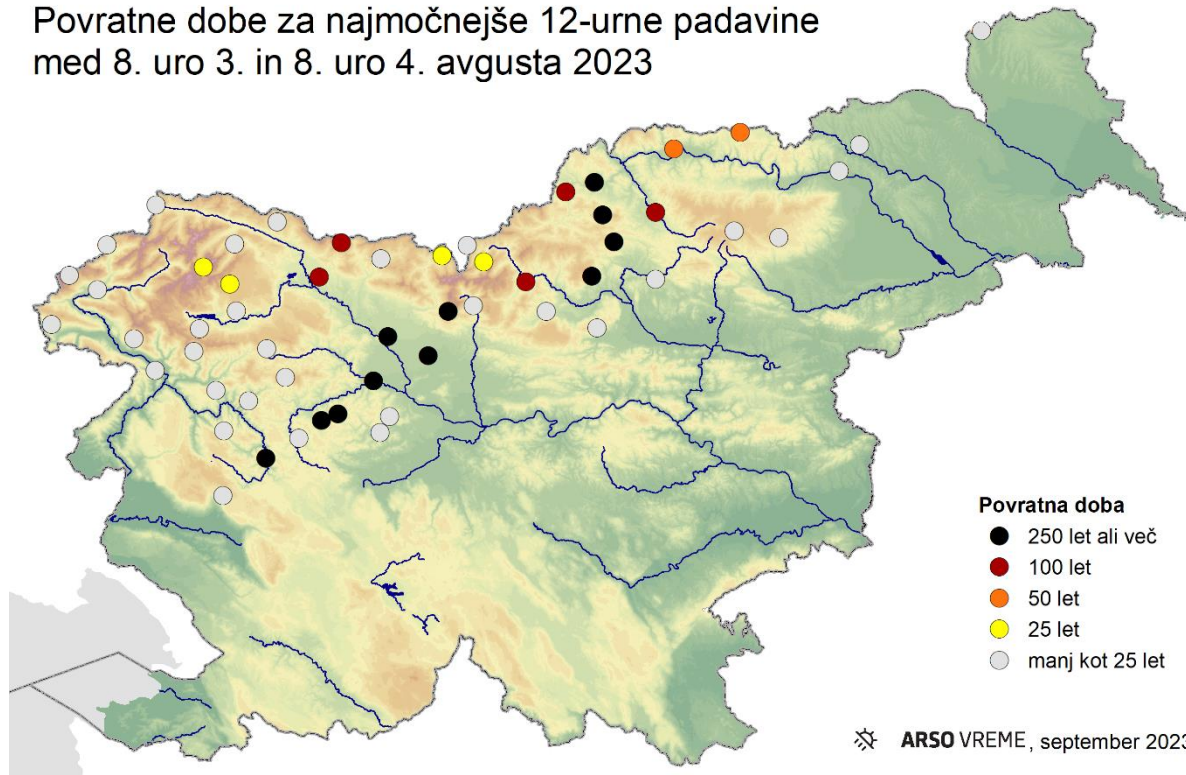 Povratne dobe za najmočnejše 12-urne padavine
med 8. uro 3. in 8. uro 4. avgusta 2023
Povratna doba
250 let ali več
100 let
50 let
25 let
manj kot 25 let
ARSO VREME, september 2023